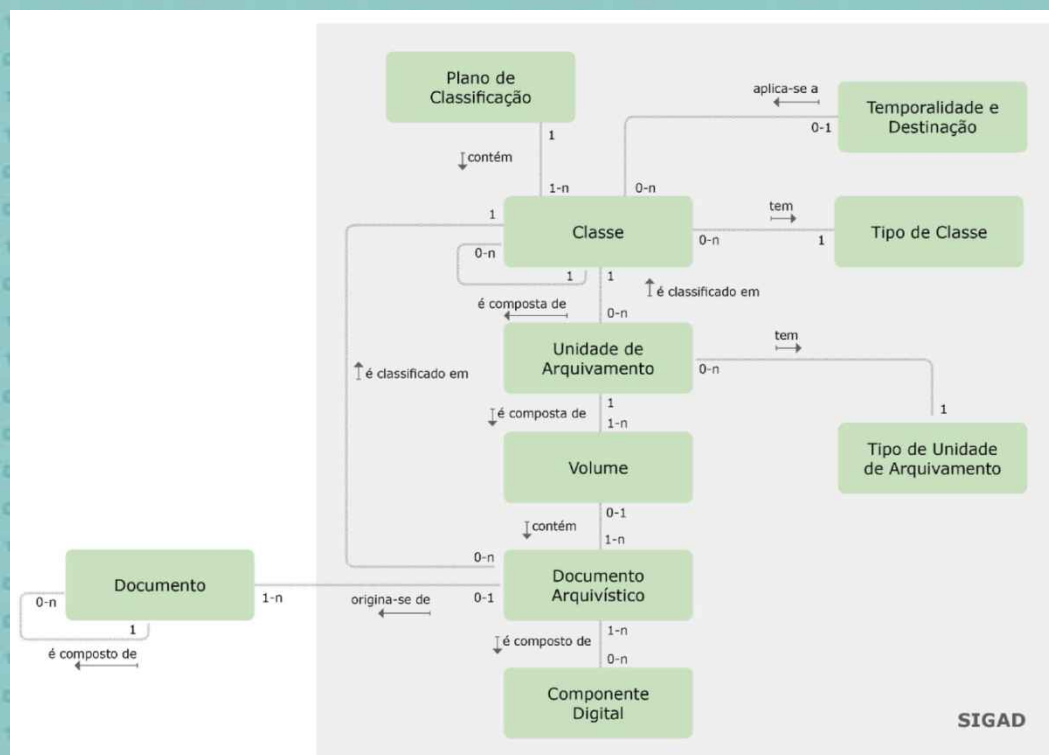 Plano de
Classificação
aplica-se a
Temporalidade e
Destinação
0-1
1
contém
1-n
0-n
1
Classe
tem
0-n
1
Tipo de Classe
0-n
1
1
é classificado em
é composta de
0-n
Unidade de
Arquivamento
tem
0-n
1
é classificado em
1
é composta de
1-n
Tipo de Unidade
de Arquivamento
Volume
0-1
contém
1-n
0-n
Documento
Arquivístico
Documento
1-n
origina-se de
0-1
0-n
1
é composto de
1-n
é composto de
0-n
Componente
Digital
SIGAD